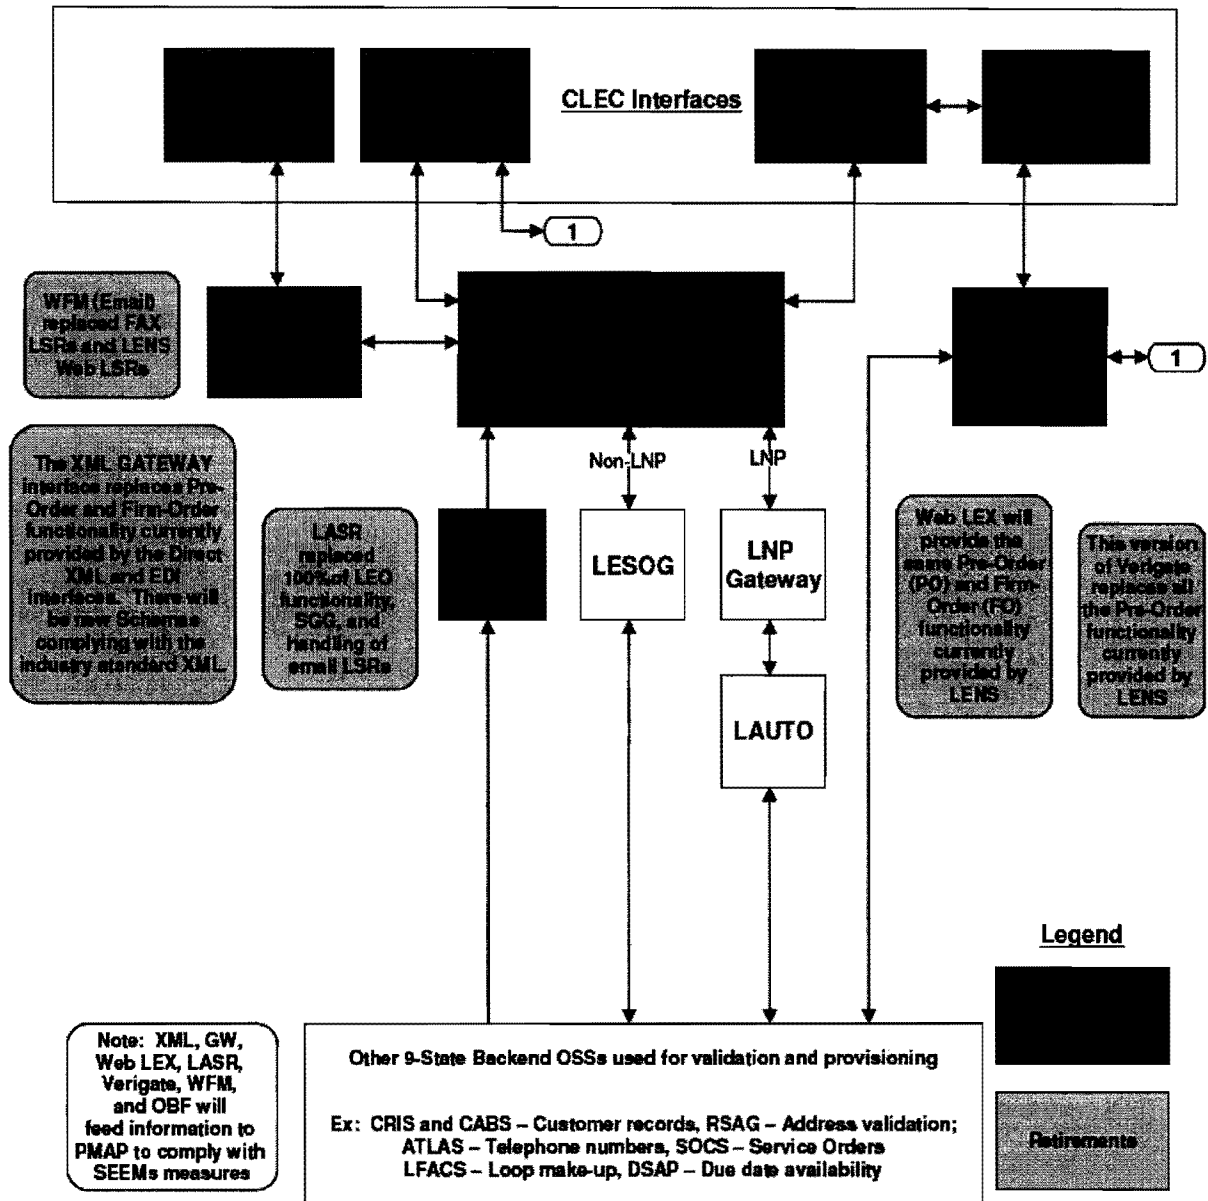 CLEC Interfaces
1
WFM (Email)
replaced FAX
LSRs and LENS
Web LSRs
1
Non-LNP
LNP
The XML GATEWAY
interface replaces Pre-
Order and Firm-Order
functionality currently
provided by the Direct
XML and EDI
interfaces. There will
be new Schemas
complying with the
industry standard XML.
LASR
replaced
100% of LEO
functionality,
SGG, and
Handling of
email LSRs
LESOG
LNP
Gateway
LAUTO
Web LEX will
provide the
same Pre-Order
(PO) and Firm-
Order (FO)
functionality
currently
provided by
LENS
This version
of Verigate
replaces all
the Pre-Order
functionality
currently
provided by
LENS
Legend
Retirements
Note: XML, GW,
Web LEX, LASR,
Verigate, WFM,
and OBF will
feed information to
PMAP to comply with
SEEMs measures
Other 9-State Backend OSSs used for validation and provisioning
Ex: CRIS and CABS – Customer records, RSAG – Address validation;
ATLAS – Telephone numbers, SOCS – Service Orders
LFACS – Loop make-up, DSAP – Due date availability